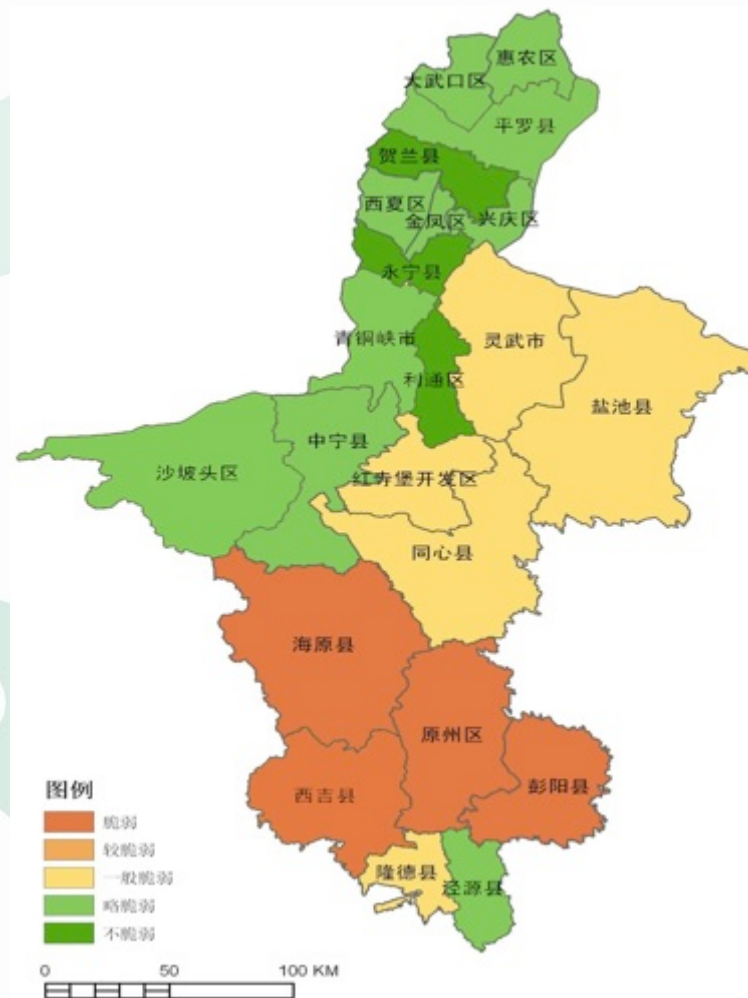 惠农区
大武口区
平罗县
贺兰县
西夏区
金凤区
兴庆区
永宁县
青铜峡市
灵武市
利通区
盐池县
中宁县
沙坡头区
红寺堡开发区
同心县
海原县
原州区
彭阳县
西吉县
隆德县
泾源县
图例
脆弱
较脆弱
一般脆弱
略脆弱
不脆弱
0 50 100 KM